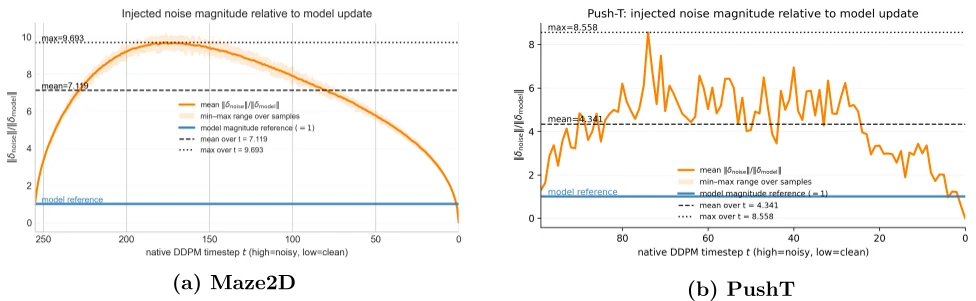 Injected noise magnitude relative to model update
max=9.693
mean=7.119
model reference
‖δnoise‖/‖δmodel‖
10
8
6
4
2
0
mean ‖δnoise‖/‖δmodel‖
min–max range over samples
model magnitude reference (=1)
mean over t = 7.119
max over t = 9.693
250 200 150 100 50 0
native DDPM timestep t (high=noisy, low=clean)
(a) Maze2D
Push-T: injected noise magnitude relative to model update
max=8.558
mean=4.341
model reference
‖δnoise‖/‖δmodel‖
8
6
4
2
0
mean ‖δnoise‖/‖δmodel‖
min–max range over samples
model magnitude reference (=1)
mean over t = 4.341
max over t = 8.558
80 60 40 20 0
native DDPM timestep t (high=noisy, low=clean)
(b) PushT